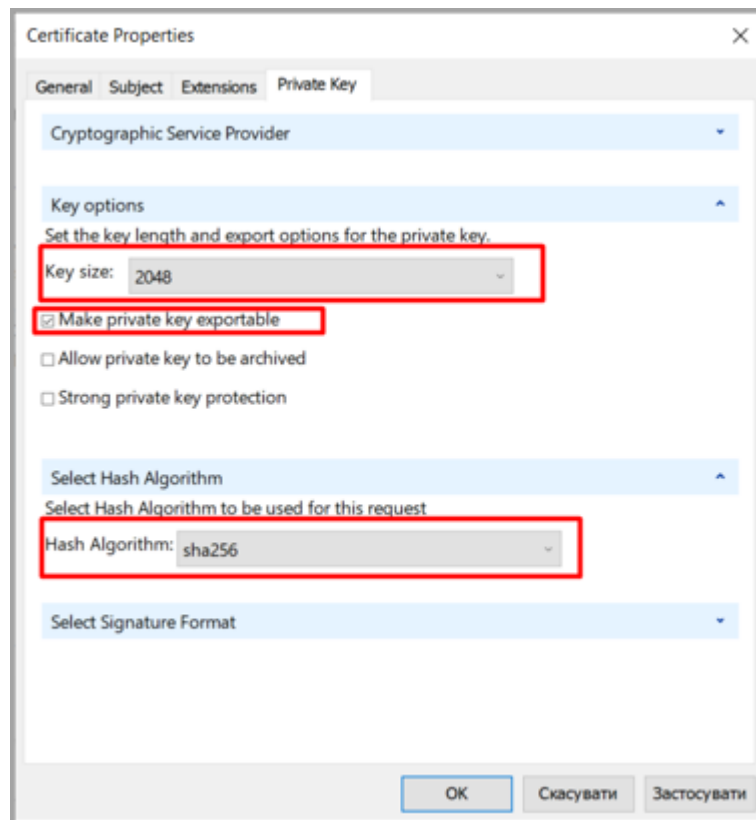 Certificate Properties
General Subject Extensions Private Key
Cryptographic Service Provider
Key options
Set the key length and export options for the private key.
Key size: 2048
Make private key exportable
Allow private key to be archived
Strong private key protection
Select Hash Algorithm
Select Hash Algorithm to be used for this request
Hash Algorithm: sha256
Select Signature Format
OK Скасувати Застосувати